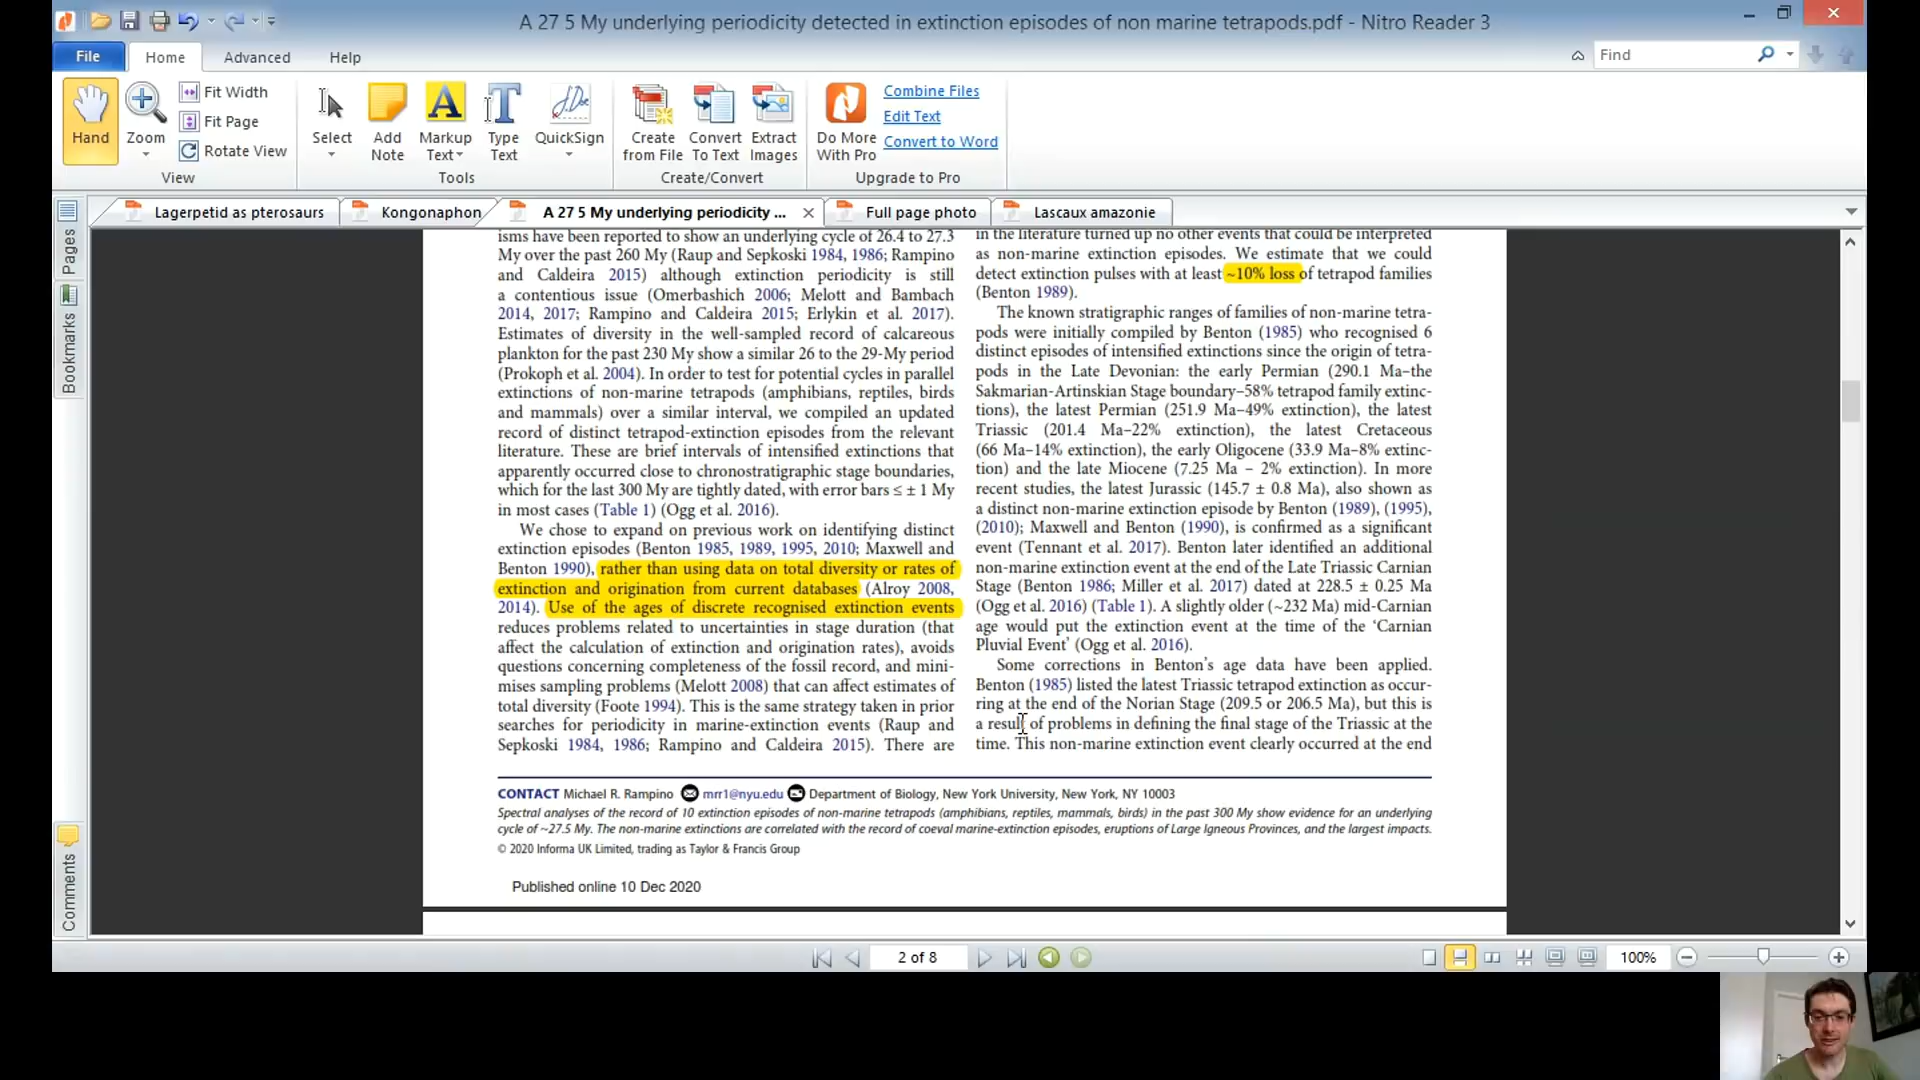 A 27 5 My underlying periodicity detected in extinction episodes of non marine tetrapods.pdf - Nitro Reader 3
File
Home
Advanced
Help
Find
Hand
Zoom
Fit Width
Fit Page
Rotate View
View
Select
Add Note
Markup Text
Type Text
QuickSign
Tools
Create from File
Convert To Text
Extract Images
Create/Convert
Do More With Pro
Combine Files
Edit Text
Convert to Word
Upgrade to Pro
Lagerpetid as pterosaurs
Kongonaphon
A 27 5 My underlying periodicity ...
Full page photo
Lascaux amazonie
Pages
Bookmarks
Comments
isms have been reported to show an underlying cycle of 26.4 to 27.3
My over the past 260 My (Raup and Sepkoski 1984, 1986; Rampino
and Caldeira 2015) although extinction periodicity is still
a contentious issue (Omerbashich 2006; Melott and Bambach
2014, 2017; Rampino and Caldeira 2015; Erlykin et al. 2017).
Estimates of diversity in the well-sampled record of calcareous
plankton for the past 230 My show a similar 26 to the 29-My period
(Prokoph et al. 2004). In order to test for potential cycles in parallel
extinctions of non-marine tetrapods (amphibians, reptiles, birds
and mammals) over a similar interval, we compiled an updated
record of distinct tetrapod-extinction episodes from the relevant
literature. These are brief intervals of intensified extinctions that
apparently occurred close to chronostratigraphic stage boundaries,
which for the last 300 My are tightly dated, with error bars ≤ ± 1 My
in most cases (Table 1) (Ogg et al. 2016).
We chose to expand on previous work on identifying distinct
extinction episodes (Benton 1985, 1989, 1995, 2010; Maxwell and
Benton 1990), rather than using data on total diversity or rates of
extinction and origination from current databases (Alroy 2008,
2014). Use of the ages of discrete recognised extinction events
reduces problems related to uncertainties in stage duration (that
affect the calculation of extinction and origination rates), avoids
questions concerning completeness of the fossil record, and mini-
mises sampling problems (Melott 2008) that can affect estimates of
total diversity (Foote 1994). This is the same strategy taken in prior
searches for periodicity in marine-extinction events (Raup and
Sepkoski 1984, 1986; Rampino and Caldeira 2015). There are
in the literature turned up no other events that could be interpreted
as non-marine extinction episodes. We estimate that we could
detect extinction pulses with at least ~10% loss of tetrapod families
(Benton 1989).
The known stratigraphic ranges of families of non-marine tetra-
pods were initially compiled by Benton (1985) who recognised 6
distinct episodes of intensified extinctions since the origin of tetra-
pods in the Late Devonian: the early Permian (290.1 Ma–the
Sakmarian-Artinskian Stage boundary–58% tetrapod family extinc-
tions), the latest Permian (251.9 Ma–49% extinction), the latest
Triassic (201.4 Ma–22% extinction), the latest Cretaceous
(66 Ma–14% extinction), the early Oligocene (33.9 Ma–8% extinc-
tion) and the late Miocene (7.25 Ma – 2% extinction). In more
recent studies, the latest Jurassic (145.7 ± 0.8 Ma), also shown as
a distinct non-marine extinction episode by Benton (1989), (1995),
(2010); Maxwell and Benton (1990), is confirmed as a significant
event (Tennant et al. 2017). Benton later identified an additional
non-marine extinction event at the end of the Late Triassic Carnian
Stage (Benton 1986; Miller et al. 2017) dated at 228.5 ± 0.25 Ma
(Ogg et al. 2016) (Table 1). A slightly older (~232 Ma) mid-Carnian
age would put the extinction event at the time of the ‘Carnian
Pluvial Event’ (Ogg et al. 2016).
Some corrections in Benton’s age data have been applied.
Benton (1985) listed the latest Triassic tetrapod extinction as occur-
ring at the end of the Norian Stage (209.5 or 206.5 Ma), but this is
a result of problems in defining the final stage of the Triassic at the
time. This non-marine extinction event clearly occurred at the end
CONTACT Michael R. Rampino mrr1@nyu.edu Department of Biology, New York University, New York, NY 10003
Spectral analyses of the record of 10 extinction episodes of non-marine tetrapods (amphibians, reptiles, mammals, birds) in the past 300 My show evidence for an underlying
cycle of ~27.5 My. The non-marine extinctions are correlated with the record of coeval marine-extinction episodes, eruptions of Large Igneous Provinces, and the largest impacts.
© 2020 Informa UK Limited, trading as Taylor & Francis Group
Published online 10 Dec 2020
2 of 8
100%